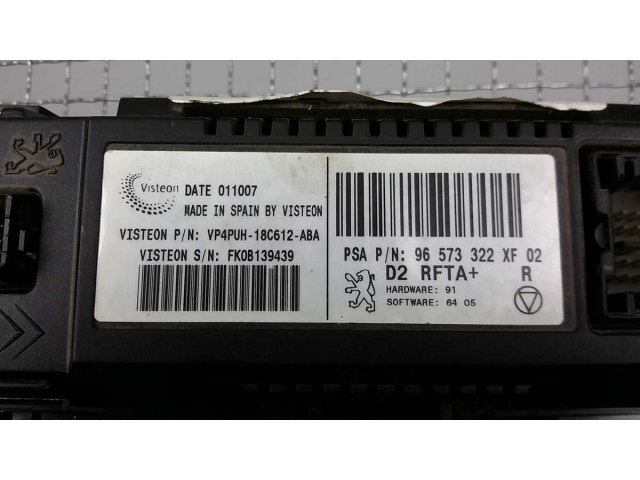 Visteon DATE 011007
MADE IN SPAIN BY VISTEON
VISTEON P/N: VP4PUH-18C612-ABA
VISTEON S/N: FK0B139439
PSA P/N: 96 573 322 XF 02
D2 RFTA+ R
HARDWARE: 91
SOFTWARE: 64 05